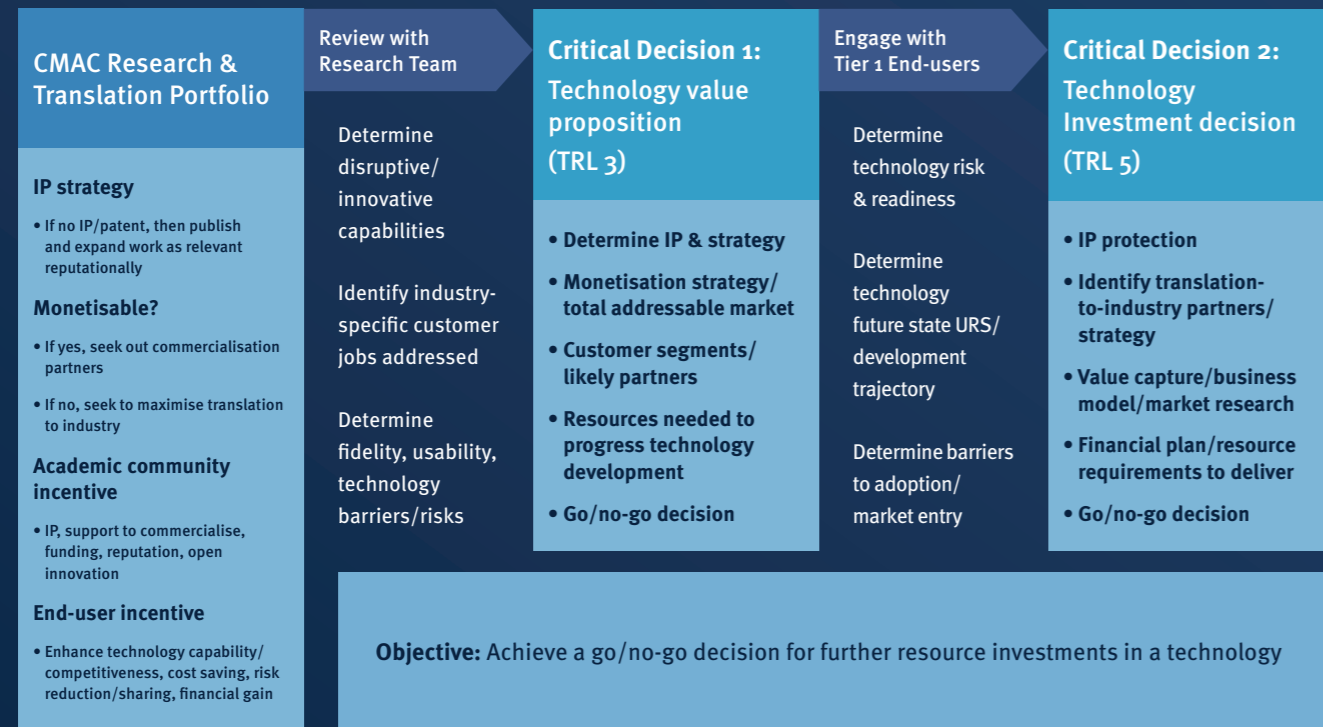 CMAC Research &
Translation Portfolio
IP strategy
• If no IP/patent, then publish
and expand work as relevant
reputationally
Monetisable?
• If yes, seek out commercialisation
partners
• If no, seek to maximise translation
to industry
Academic community
incentive
• IP, support to commercialise,
funding, reputation, open
innovation
End-user incentive
• Enhance technology capability/
competitiveness, cost saving, risk
reduction/sharing, financial gain
Review with
Research Team
Determine
disruptive/
innovative
capabilities
Identify industry-
specific customer
jobs addressed
Determine
fidelity, usability,
technology
barriers/risks
Critical Decision 1:
Technology value
proposition
(TRL 3)
• Determine IP & strategy
• Monetisation strategy/
total addressable market
• Customer segments/
likely partners
• Resources needed to
progress technology
development
• Go/no-go decision
Engage with
Tier 1 End-users
Determine
technology risk
& readiness
Determine
technology
future state URS/
development
trajectory
Determine barriers
to adoption/
market entry
Critical Decision 2:
Technology
Investment decision
(TRL 5)
• IP protection
• Identify translation-
to-industry partners/
strategy
• Value capture/business
model/market research
• Financial plan/resource
requirements to deliver
• Go/no-go decision
Objective: Achieve a go/no-go decision for further resource investments in a technology